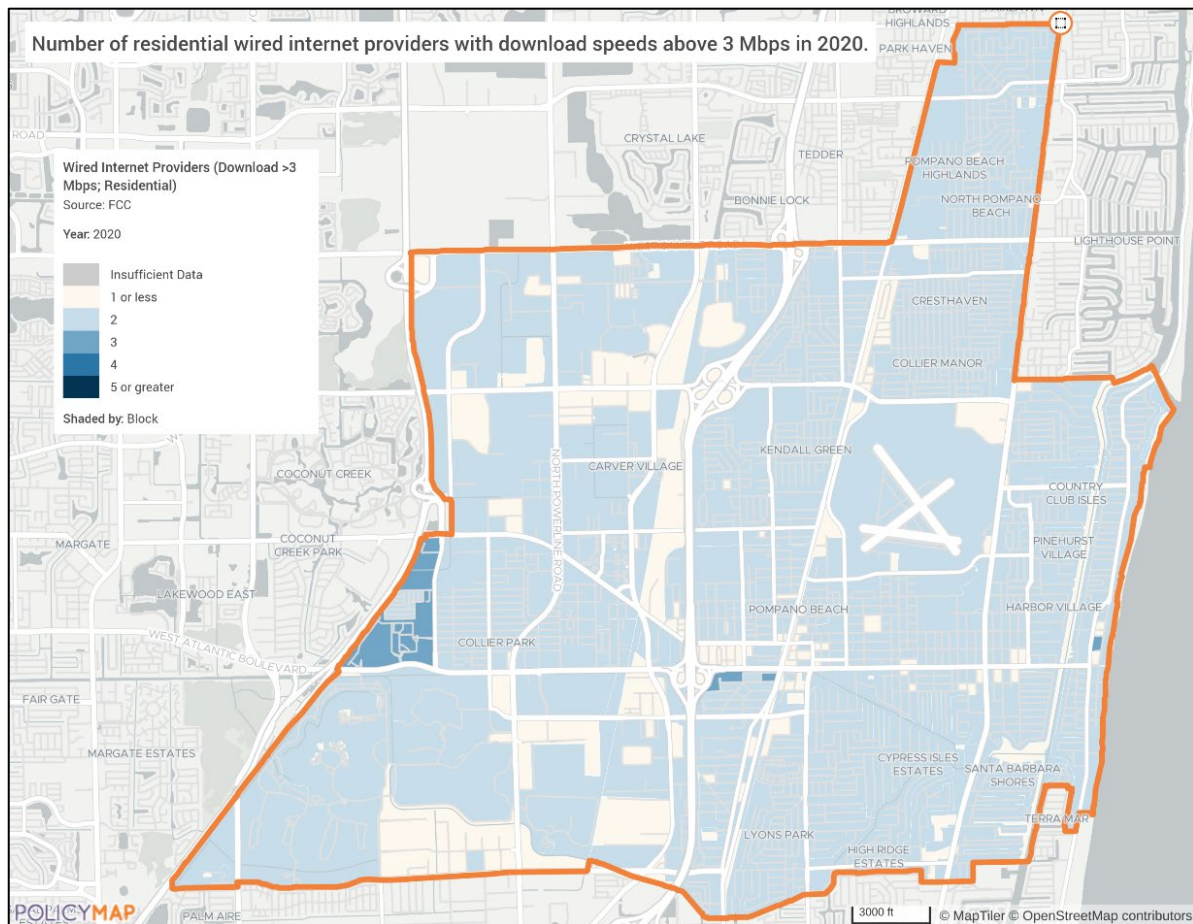 BROWARD
HIGHLANDS
Number of residential wired internet providers with download speeds above 3 Mbps in 2020.
PARK HAVEN
ROAD
CRYSTAL LAKE
TEDDER
Wired Internet Providers (Download >3
Mbps; Residential)
Source: FCC
Year: 2020
Insufficient Data
1 or less
2
3
4
5 or greater
Shaded by: Block
POMPANO BEACH
HIGHLANDS
BONNIE LOCK
NORTH POMPANO
BEACH
LIGHTHOUSE POINT
CRESTHAVEN
COLLIER MANOR
KENDALL GREEN
CARVER VILLAGE
NORTH POWERLINE ROAD
COCONUT CREEK
COUNTRY
CLUB ISLES
MARGATE
COCONUT
CREEK PARK
PINEHURST
VILLAGE
LAKEWOOD EAST
POMPANO BEACH
HARBOR VILLAGE
WEST ATLANTIC BOULEVARD
COLLIER PARK
FAIR GATE
MARGATE ESTATES
CYPRESS ISLES
ESTATES
SANTA BARBARA
SHORES
TERRA MAR
LYONS PARK
HIGH RIDGE
ESTATES
POLICYMAP
PALM AIRE
3000 ft
© MapTiler © OpenStreetMap contributors